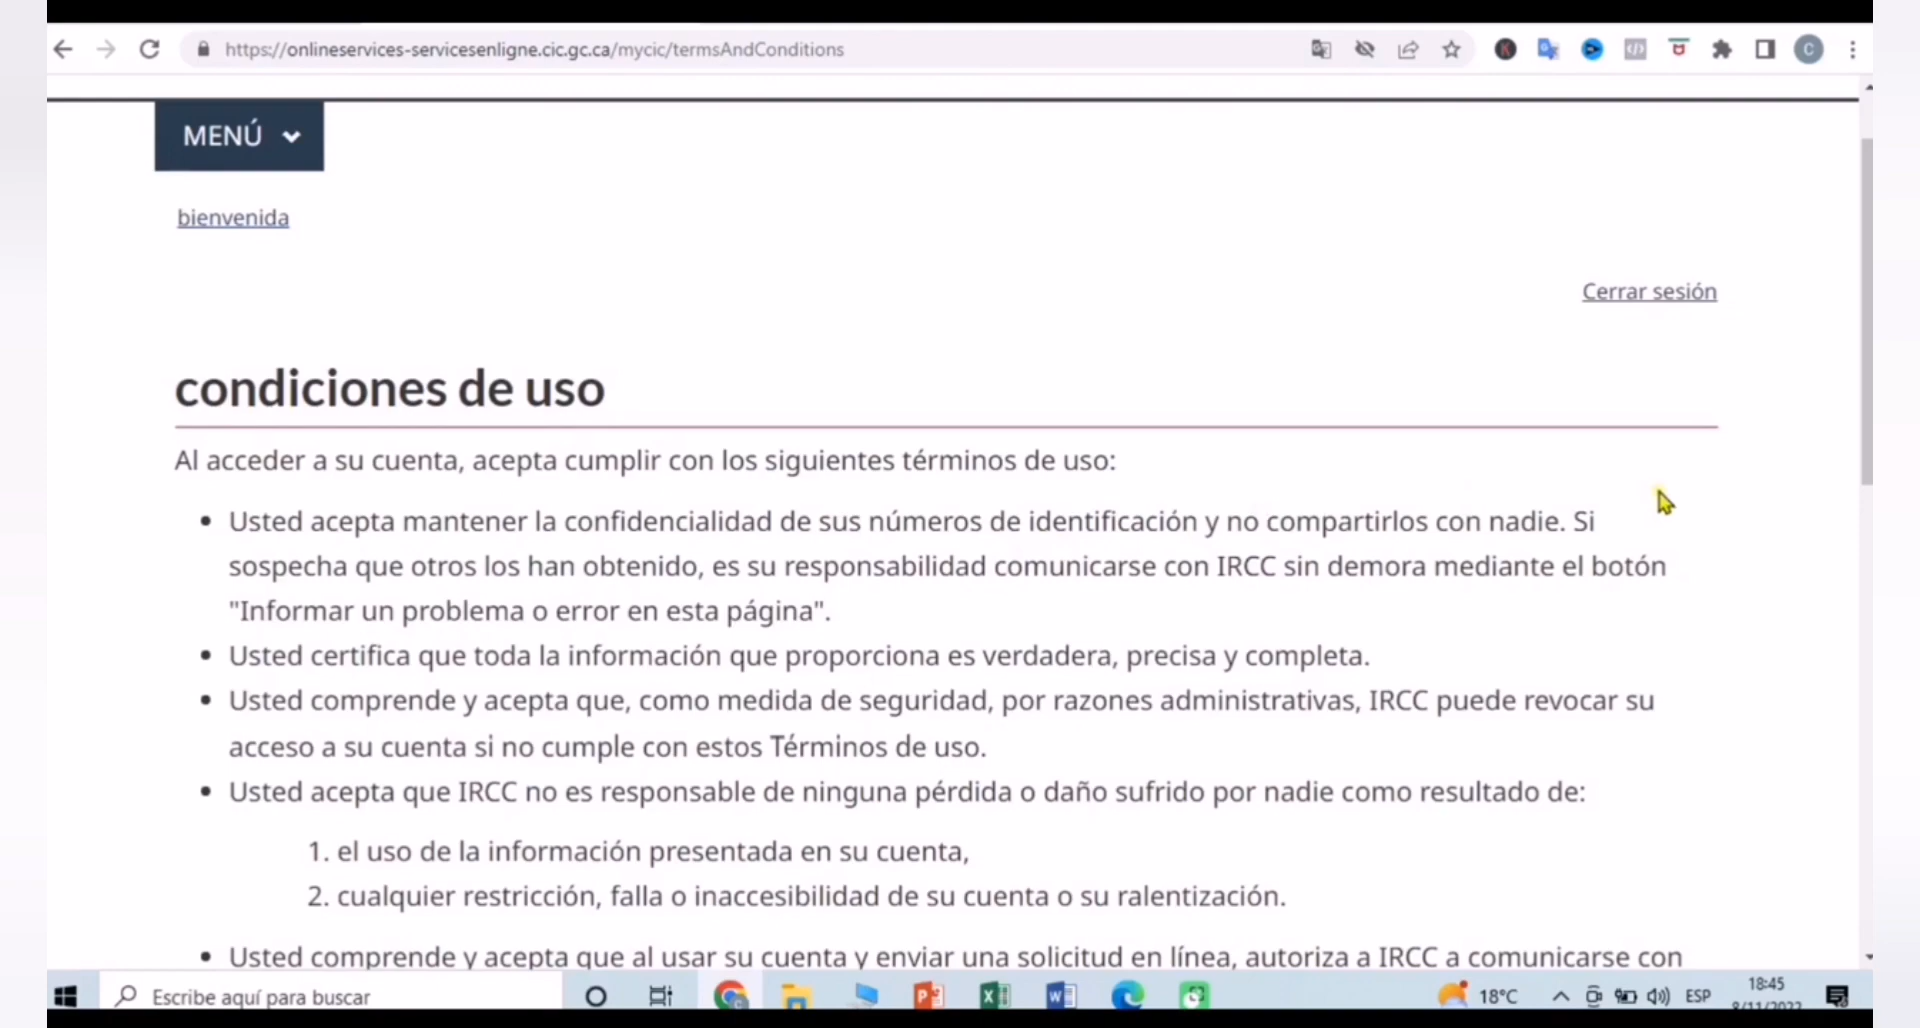 https://onlineservices-servicesenligne.cic.gc.ca/mycic/termsAndConditions
C
MENÚ
bienvenida
Cerrar sesión
condiciones de uso
Al acceder a su cuenta, acepta cumplir con los siguientes términos de uso:
• Usted acepta mantener la confidencialidad de sus números de identificación y no compartirlos con nadie. Si
sospecha que otros los han obtenido, es su responsabilidad comunicarse con IRCC sin demora mediante el botón
"Informar un problema o error en esta página".
• Usted certifica que toda la información que proporciona es verdadera, precisa y completa.
• Usted comprende y acepta que, como medida de seguridad, por razones administrativas, IRCC puede revocar su
acceso a su cuenta si no cumple con estos Términos de uso.
• Usted acepta que IRCC no es responsable de ninguna pérdida o daño sufrido por nadie como resultado de:
1. el uso de la información presentada en su cuenta,
2. cualquier restricción, falla o inaccesibilidad de su cuenta o su ralentización.
• Usted comprende y acepta que al usar su cuenta y enviar una solicitud en línea, autoriza a IRCC a comunicarse con
Escribe aquí para buscar
18°C
ESP
18:45
9/11/2022